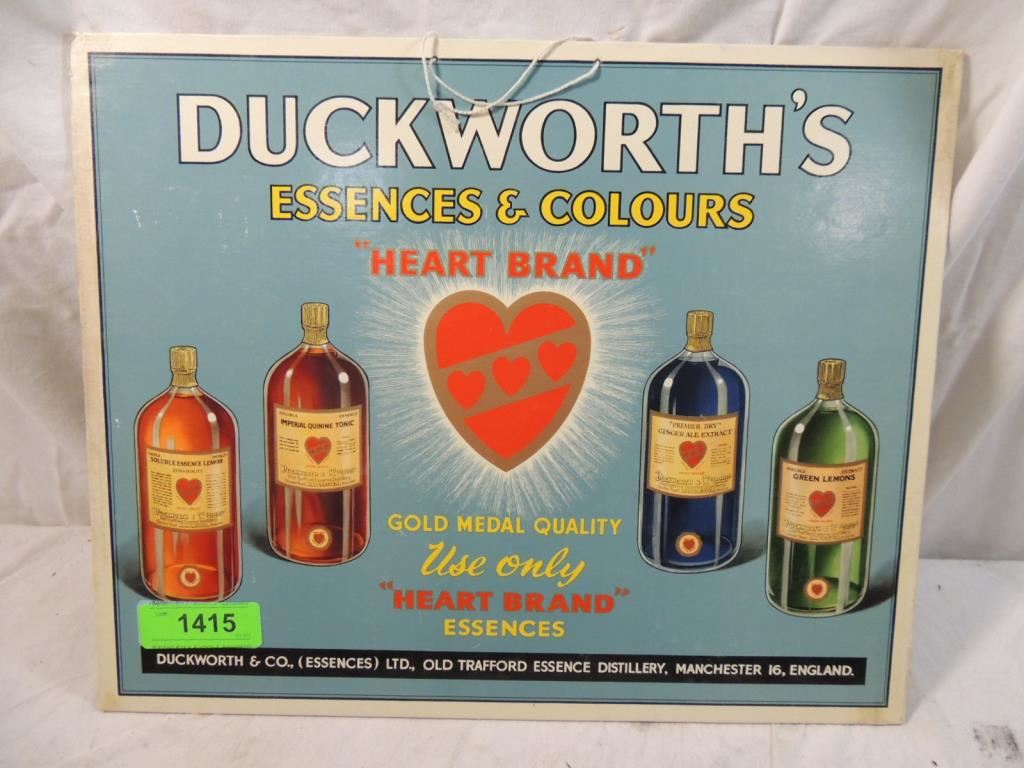 DUCKWORTH'S
ESSENCES & COLOURS
"HEART BRAND"
SOLUBLE ESSENCE LEMON
IMPERIAL QUININE TONIC
"PREMIER DRY"
GINGER ALE EXTRACT
EXTRACT
GREEN LEMONS
GOLD MEDAL QUALITY
Use only
"HEART BRAND"
ESSENCES
1415
DUCKWORTH & CO., (ESSENCES) LTD., OLD TRAFFORD ESSENCE DISTILLERY, MANCHESTER 16, ENGLAND.